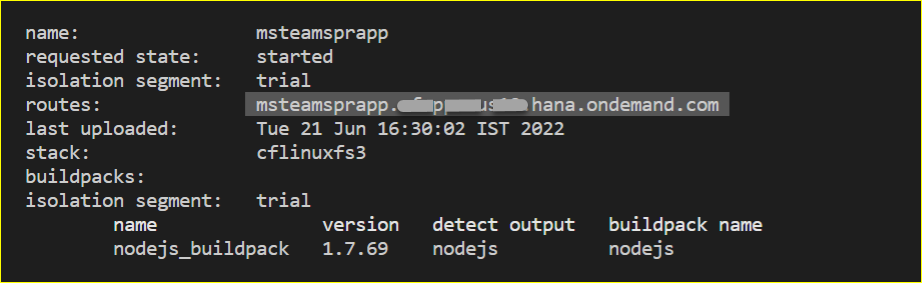 name: msteamsprapp
requested state: started
isolation segment: trial
routes: msteamsprapp. hana.ondemand.com
last uploaded: Tue 21 Jun 16:30:02 IST 2022
stack: cflinuxfs3
buildpacks:
isolation segment: trial
name version detect output buildpack name
nodejs_buildpack 1.7.69 nodejs nodejs